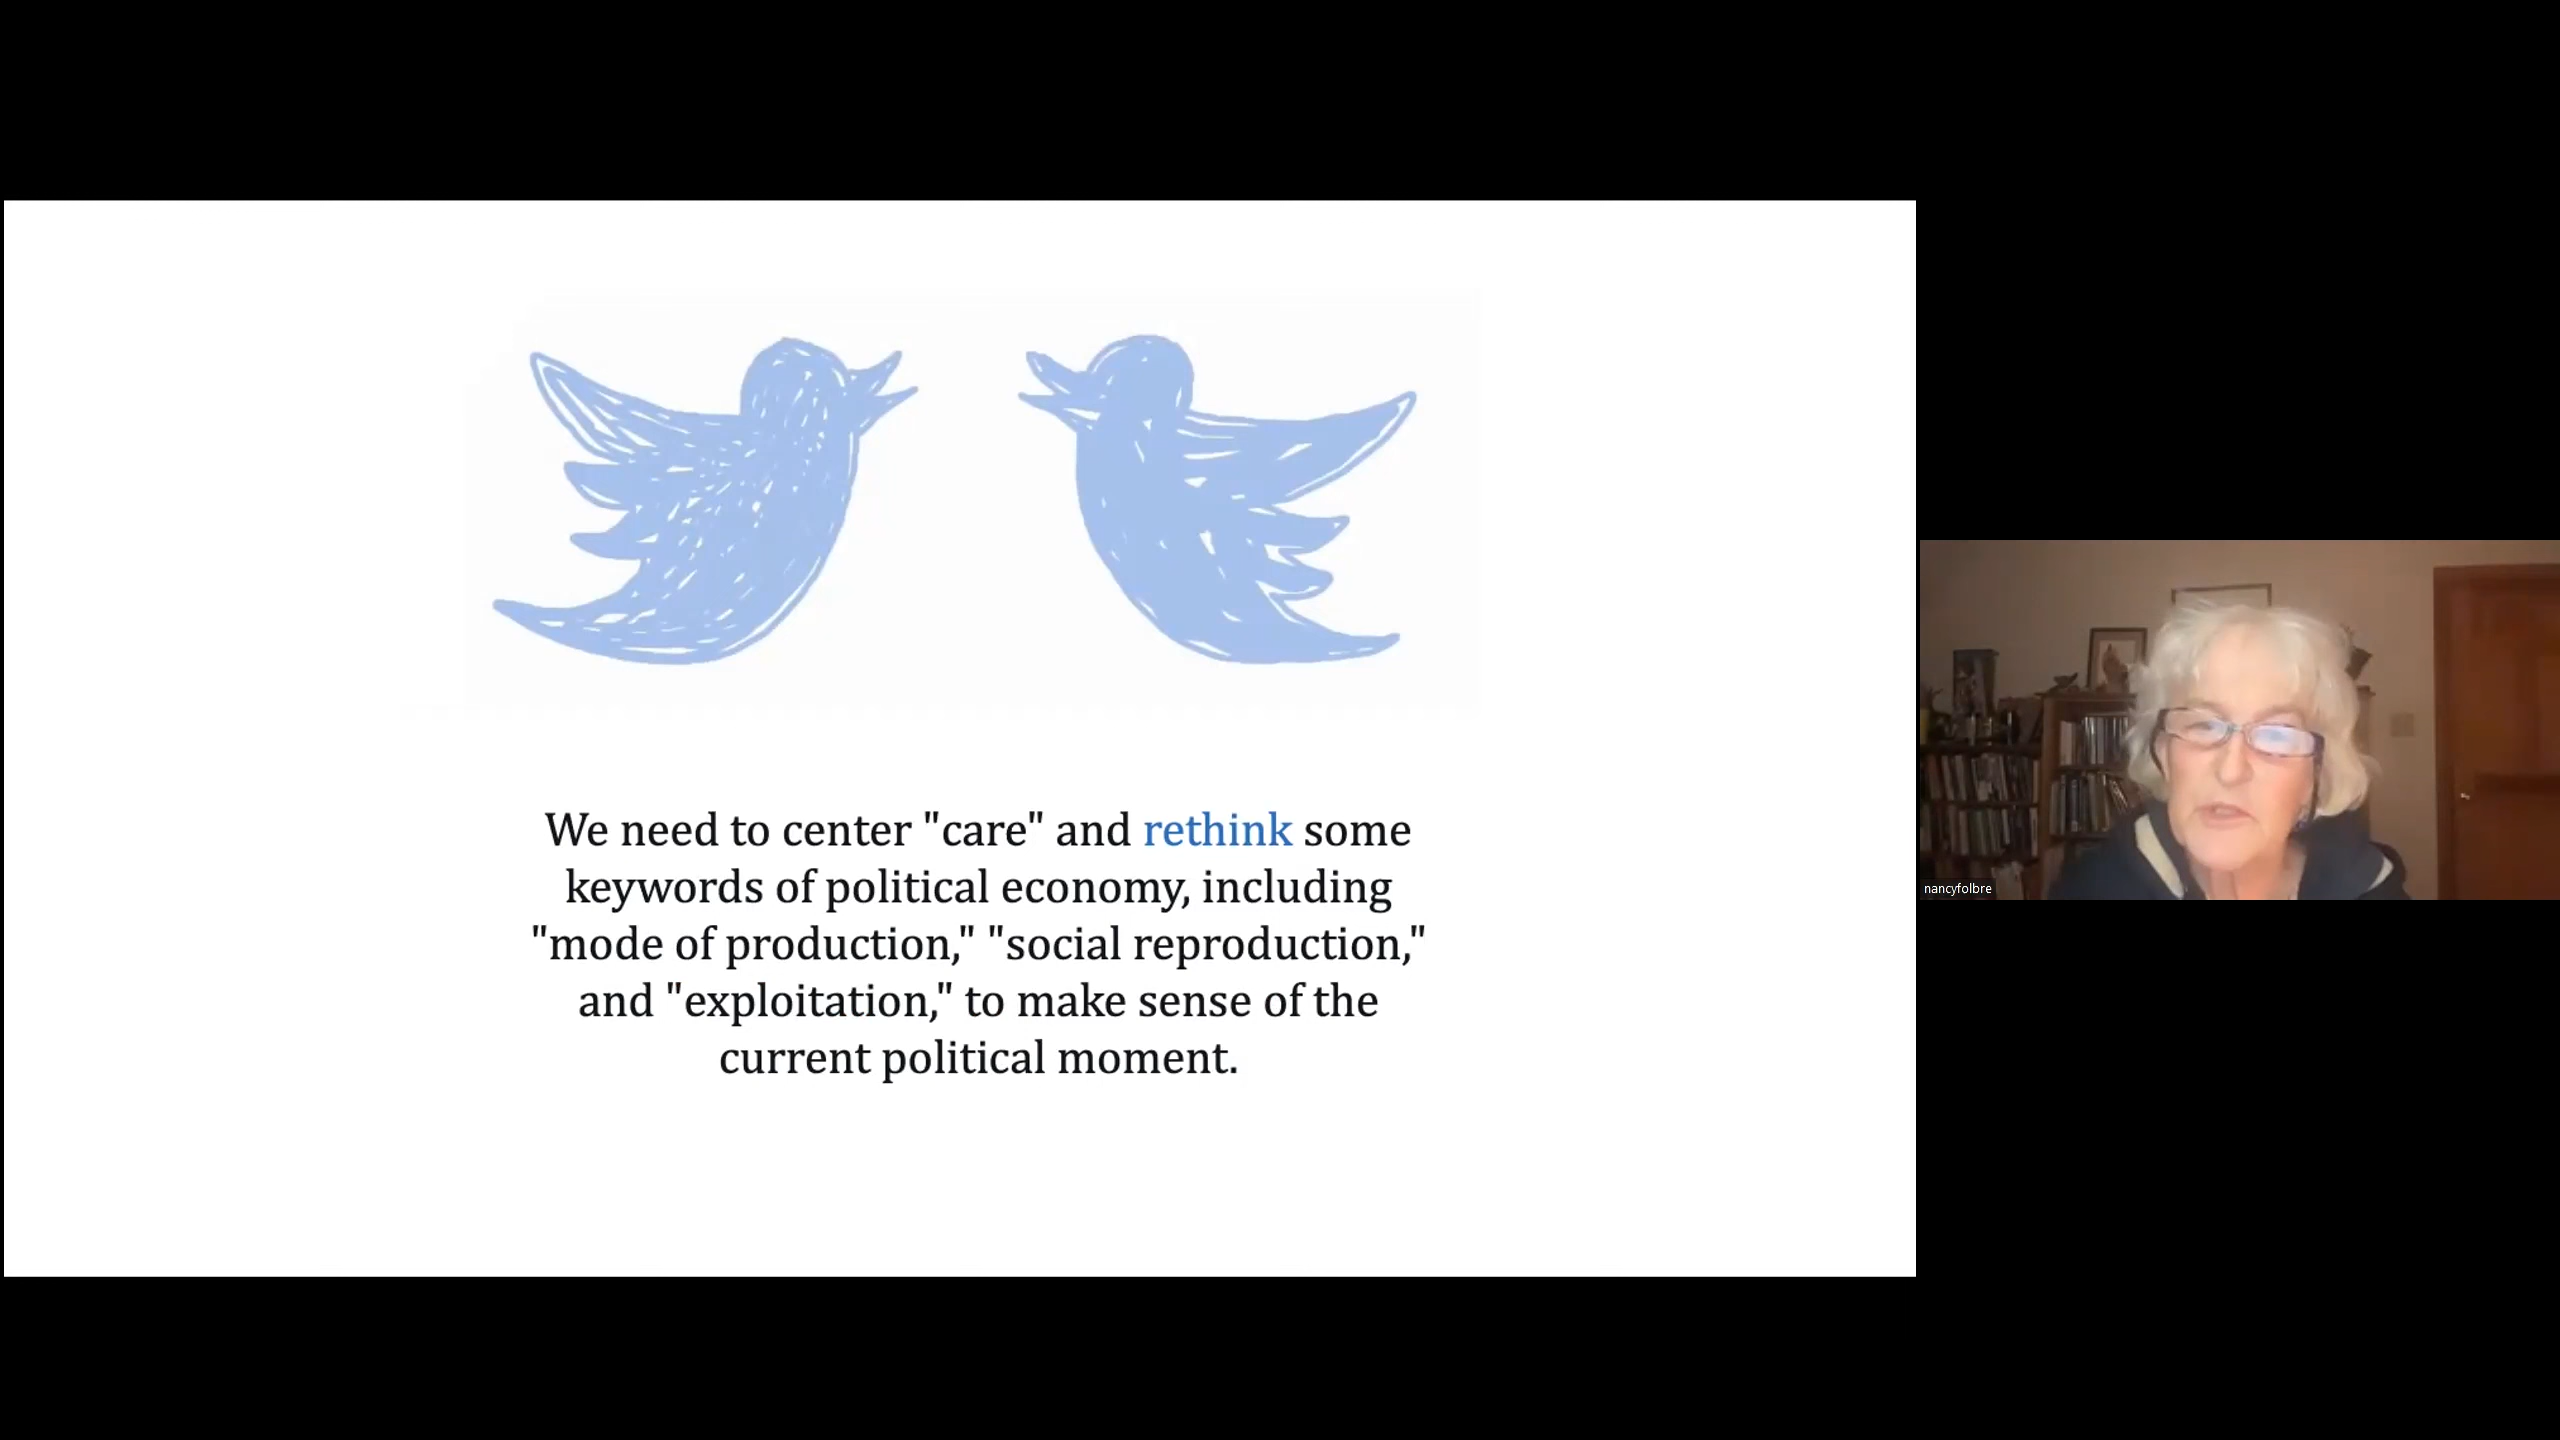 We need to center "care" and rethink some
keywords of political economy, including
"mode of production," "social reproduction,"
and "exploitation," to make sense of the
current political moment.
nancyfolbre